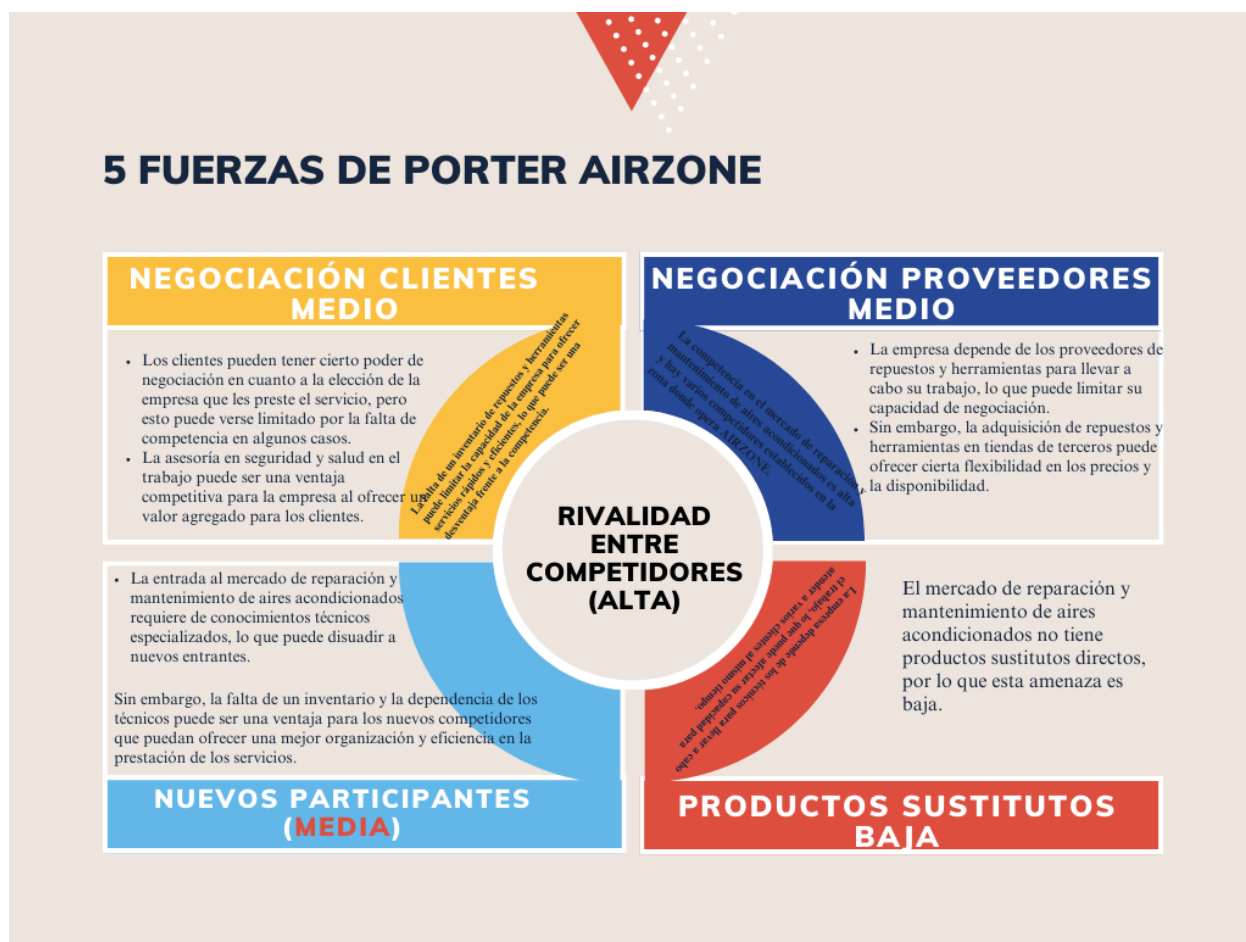 5 FUERZAS DE PORTER AIRZONE
NEGOCIACIÓN CLIENTES
MEDIO
• Los clientes pueden tener cierto poder de
negociación en cuanto a la elección de la
empresa que les preste el servicio, pero
esto puede verse limitado por la falta de
competencia en algunos casos.
• La asesoría en seguridad y salud en el
trabajo puede ser una ventaja
competitiva para la empresa al ofrecer un
valor agregado para los clientes.
La falta de un inventario de repuestos y herramientas
puede limitar la capacidad de la empresa para ofrecer
servicios rápidos y eficientes, lo que puede ser una
desventaja frente a la competencia.
NEGOCIACIÓN PROVEEDORES
MEDIO
La competencia en el mercado de reparación y
mantenimiento de aires acondicionados es alta
y hay varios competidores establecidos en la
zona donde opera AIRZONE.
• La empresa depende de los proveedores de
repuestos y herramientas para llevar a
cabo su trabajo, lo que puede limitar su
capacidad de negociación.
• Sin embargo, la adquisición de repuestos y
herramientas en tiendas de terceros puede
ofrecer cierta flexibilidad en los precios y
la disponibilidad.
RIVALIDAD
ENTRE
COMPETIDORES
(ALTA)
• La entrada al mercado de reparación y
mantenimiento de aires acondicionados
requiere de conocimientos técnicos
especializados, lo que puede disuadir a
nuevos entrantes.
Sin embargo, la falta de un inventario y la dependencia de los
técnicos puede ser una ventaja para los nuevos competidores
que puedan ofrecer una mejor organización y eficiencia en la
prestación de los servicios.
NUEVOS PARTICIPANTES
(MEDIA)
La empresa depende de los técnicos para llevar a cabo
el trabajo, lo que puede afectar su capacidad para
atender a varios clientes al mismo tiempo.
El mercado de reparación y
mantenimiento de aires
acondicionados no tiene
productos sustitutos directos,
por lo que esta amenaza es
baja.
PRODUCTOS SUSTITUTOS
BAJA